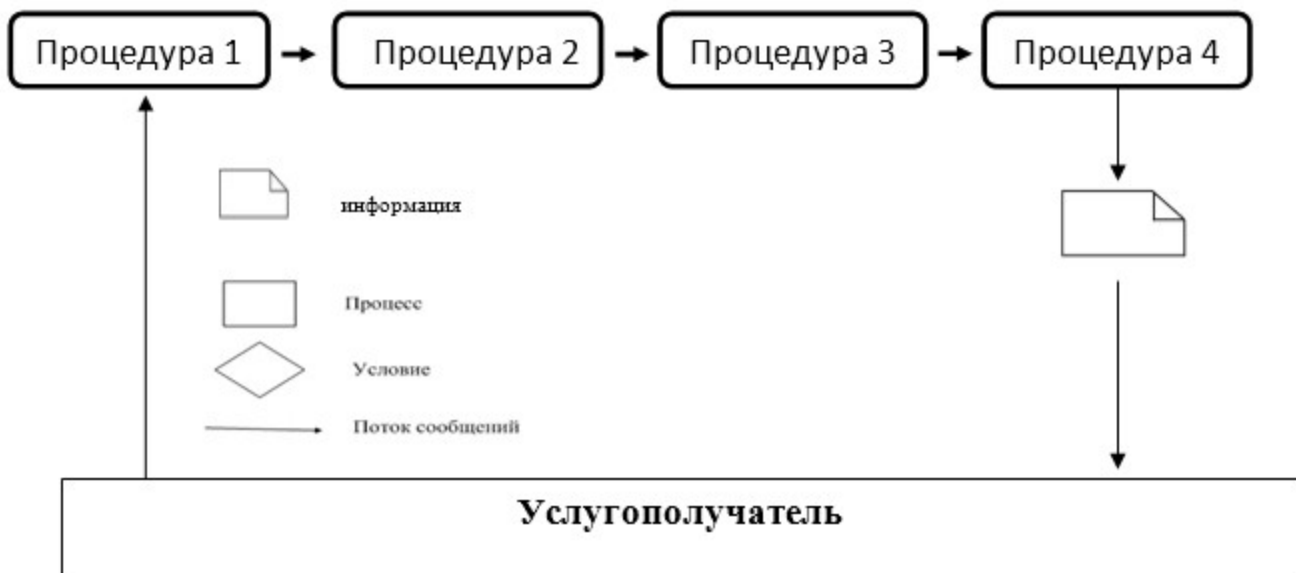 Процедура 1
Процедура 2
Процедура 3
Процедура 4
информация
Процесс
Условие
Поток сообщений
Услугополучатель